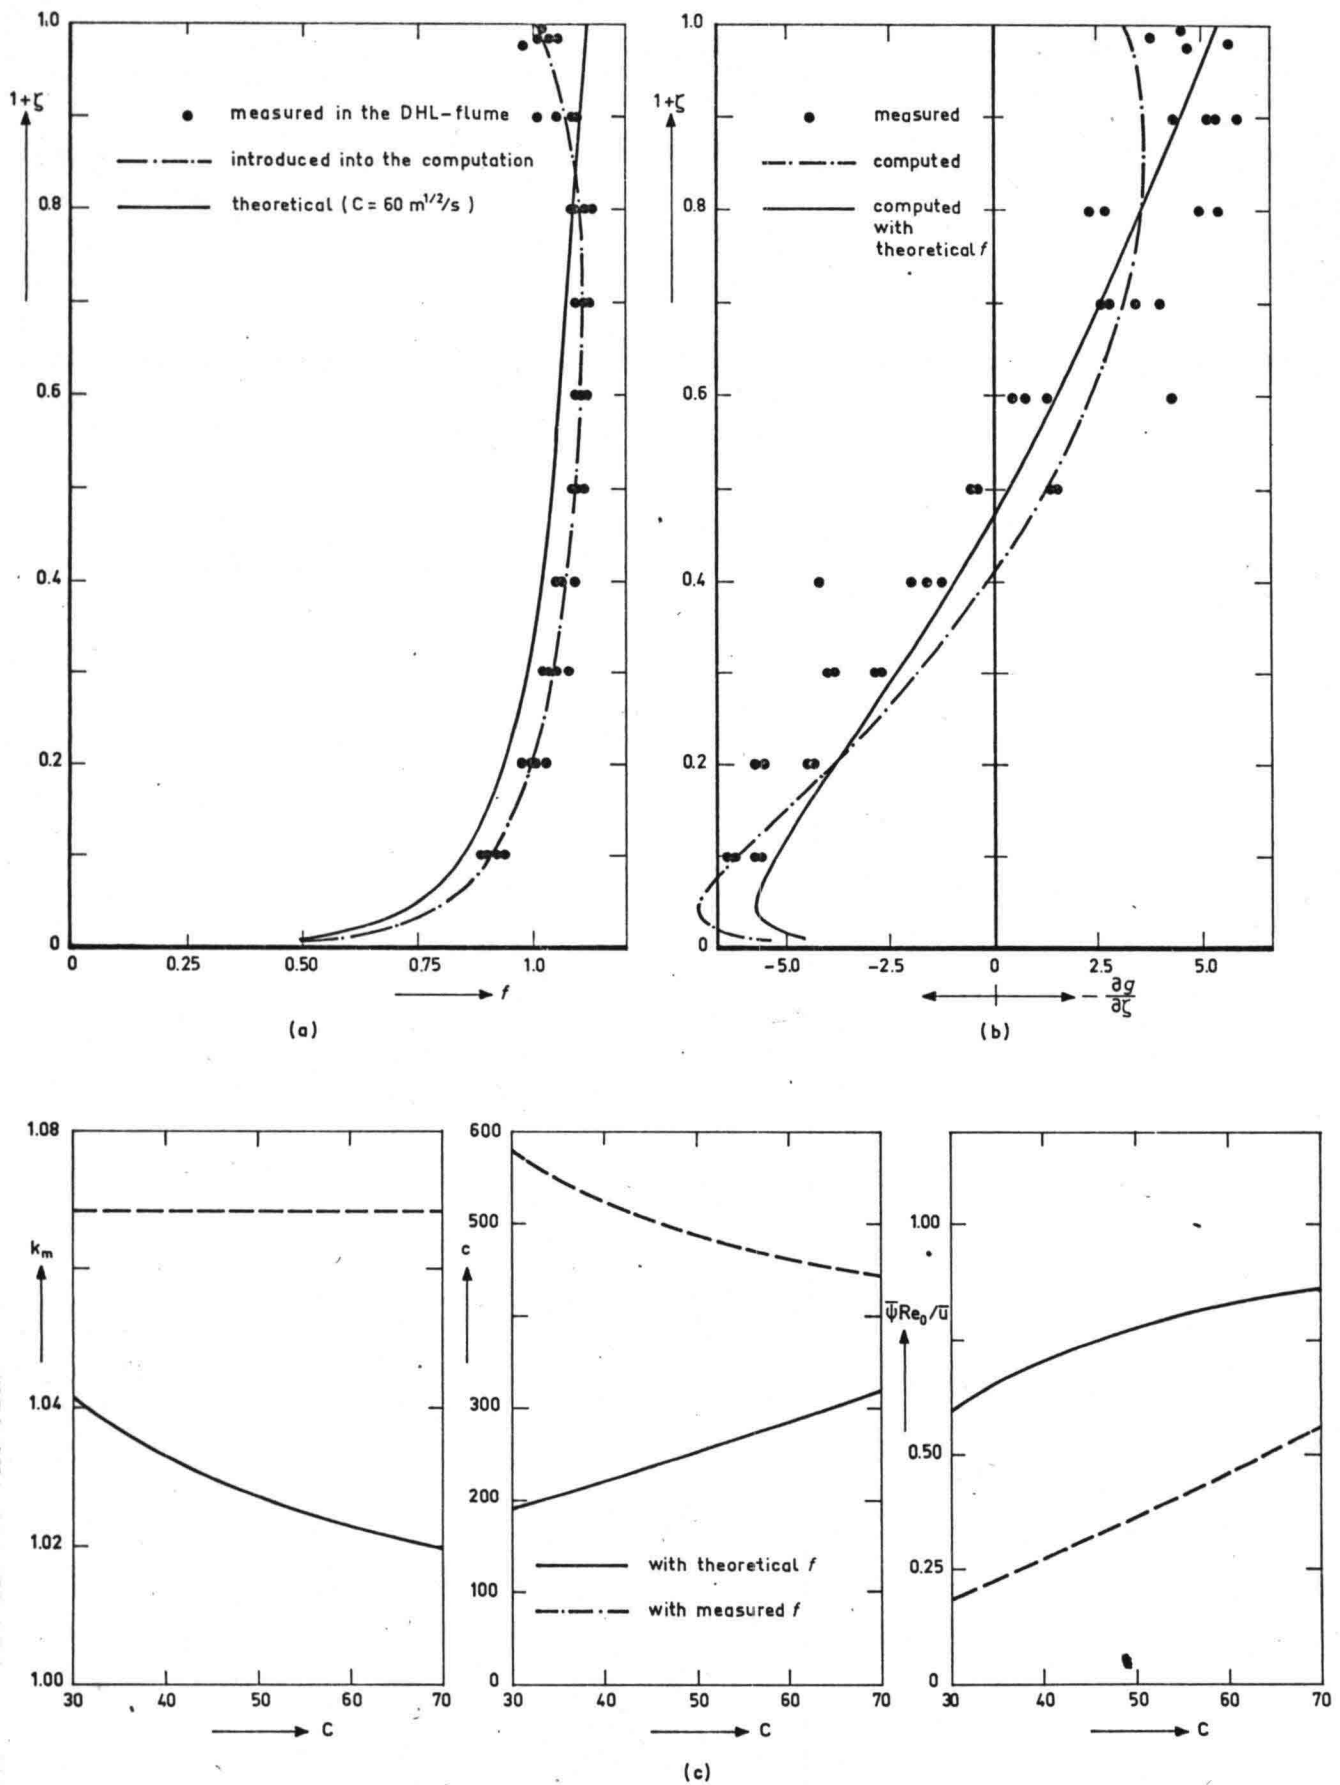 1.0
1+ζ
measured in the DHL-flume
introduced into the computation
theoretical (C = 60 m^1/2/s)
0.8
0.6
0.4
0.2
0
0 0.25 0.50 0.75 1.0
f
(a)
1.0
1+ζ
measured
computed
computed
with
theoretical f
0.8
0.6
0.4
0.2
0
-5.0 -2.5 0 2.5 5.0
- ∂g/∂ζ
(b)
1.08
k_m
1.04
1.02
1.00
30 40 50 60 70
C
600
500
c
300
200
100
0
with theoretical f
with measured f
30 40 50 60 70
C
1.00
ψ̅Re₀/u̅
0.50
0.25
0
30 40 50 60 70
C
(c)